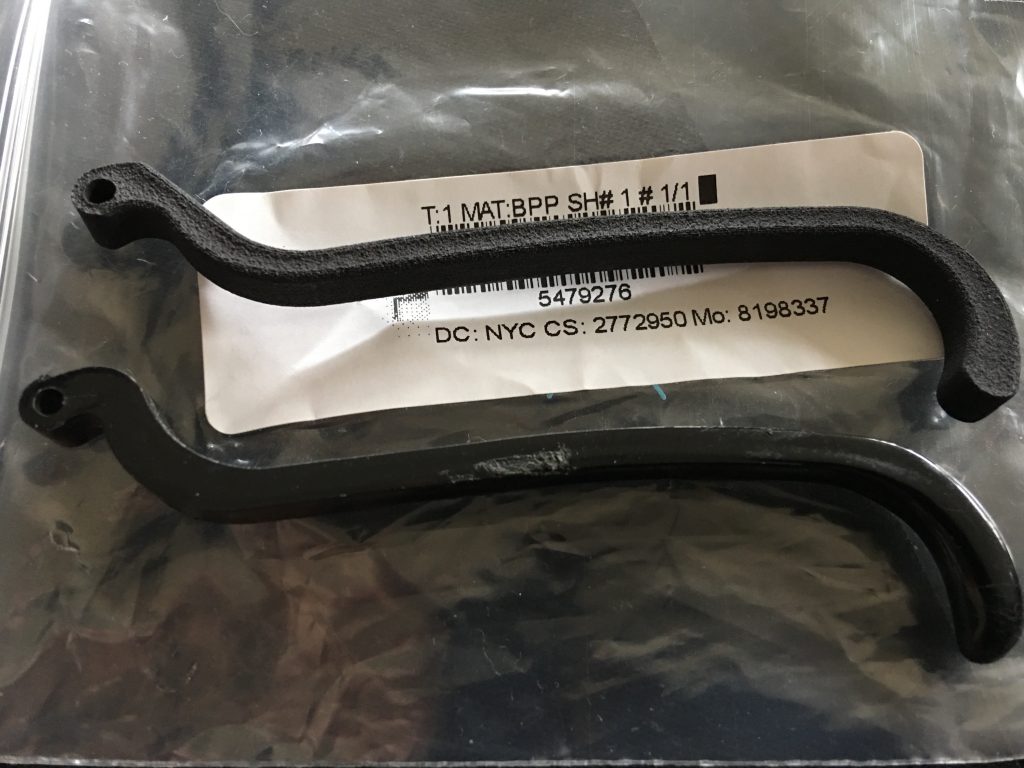 T:1 MAT:BPP SH# 1 # 1/1
5479276
DC: NYC CS: 2772950 Mo: 8198337